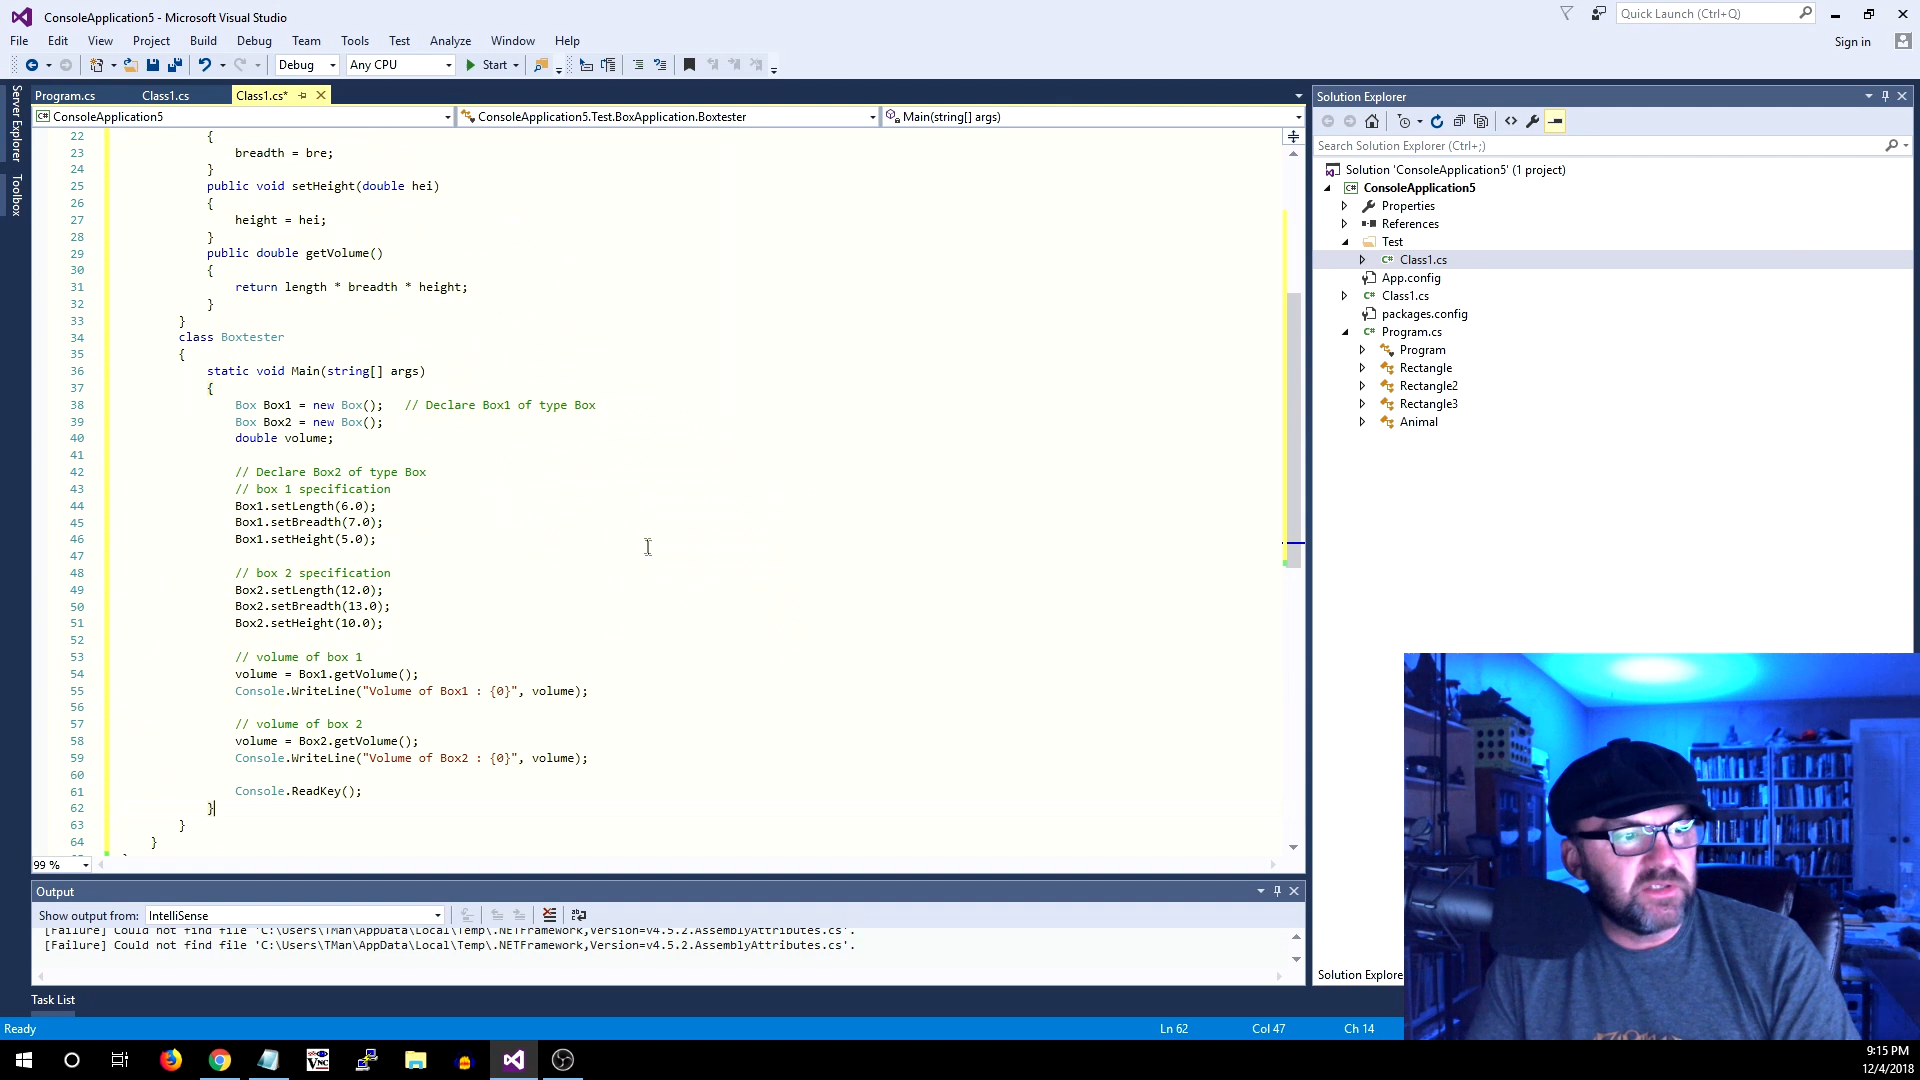 ConsoleApplication5 - Microsoft Visual Studio
Quick Launch (Ctrl+Q)
File Edit View Project Build Debug Team Tools Test Analyze Window Help
Sign in
Debug Any CPU Start
Server Explorer
Toolbox
Program.cs Class1.cs Class1.cs*
ConsoleApplication5 ConsoleApplication5.Test.BoxApplication.Boxtester Main(string[] args)
22 {
23 breadth = bre;
24 }
25 public void setHeight(double hei)
26 {
27 height = hei;
28 }
29 public double getVolume()
30 {
31 return length * breadth * height;
32 }
33 }
34 class Boxtester
35 {
36 static void Main(string[] args)
37 {
38 Box Box1 = new Box(); // Declare Box1 of type Box
39 Box Box2 = new Box();
40 double volume;
41
42 // Declare Box2 of type Box
43 // box 1 specification
44 Box1.setLength(6.0);
45 Box1.setBreadth(7.0);
46 Box1.setHeight(5.0);
47
48 // box 2 specification
49 Box2.setLength(12.0);
50 Box2.setBreadth(13.0);
51 Box2.setHeight(10.0);
52
53 // volume of box 1
54 volume = Box1.getVolume();
55 Console.WriteLine("Volume of Box1 : {0}", volume);
56
57 // volume of box 2
58 volume = Box2.getVolume();
59 Console.WriteLine("Volume of Box2 : {0}", volume);
60
61 Console.ReadKey();
62 }
63 }
64 }
99 %
Output
Show output from: IntelliSense
[Failure] Could not find file 'C:\Users\TMan\AppData\Local\Temp\.NETFramework,Version=v4.5.2.AssemblyAttributes.cs'.
[Failure] Could not find file 'C:\Users\TMan\AppData\Local\Temp\.NETFramework,Version=v4.5.2.AssemblyAttributes.cs'.
Task List
Ready Ln 62 Col 47 Ch 14
Solution Explorer
Search Solution Explorer (Ctrl+;)
Solution 'ConsoleApplication5' (1 project)
C# ConsoleApplication5
Properties
References
Test
C# Class1.cs
App.config
C# Class1.cs
packages.config
C# Program.cs
Program
Rectangle
Rectangle2
Rectangle3
Animal
Solution Explore
VNC
9:15 PM
12/4/2018